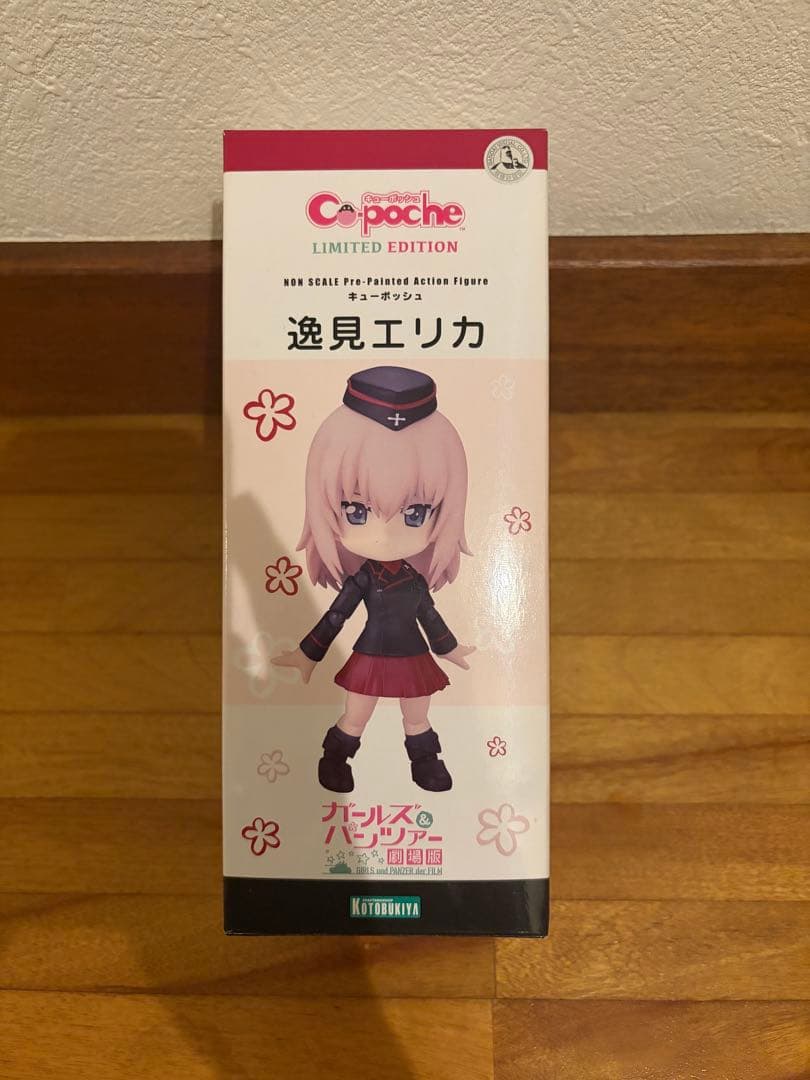 キューポッシュ
Cu-poche
LIMITED EDITION
NON SCALE Pre-Painted Action Figure
キューポッシュ
逸見エリカ
ガールズ&
パンツァー
劇場版
GIRLS und PANZER der FILM
KOTOBUKIYA